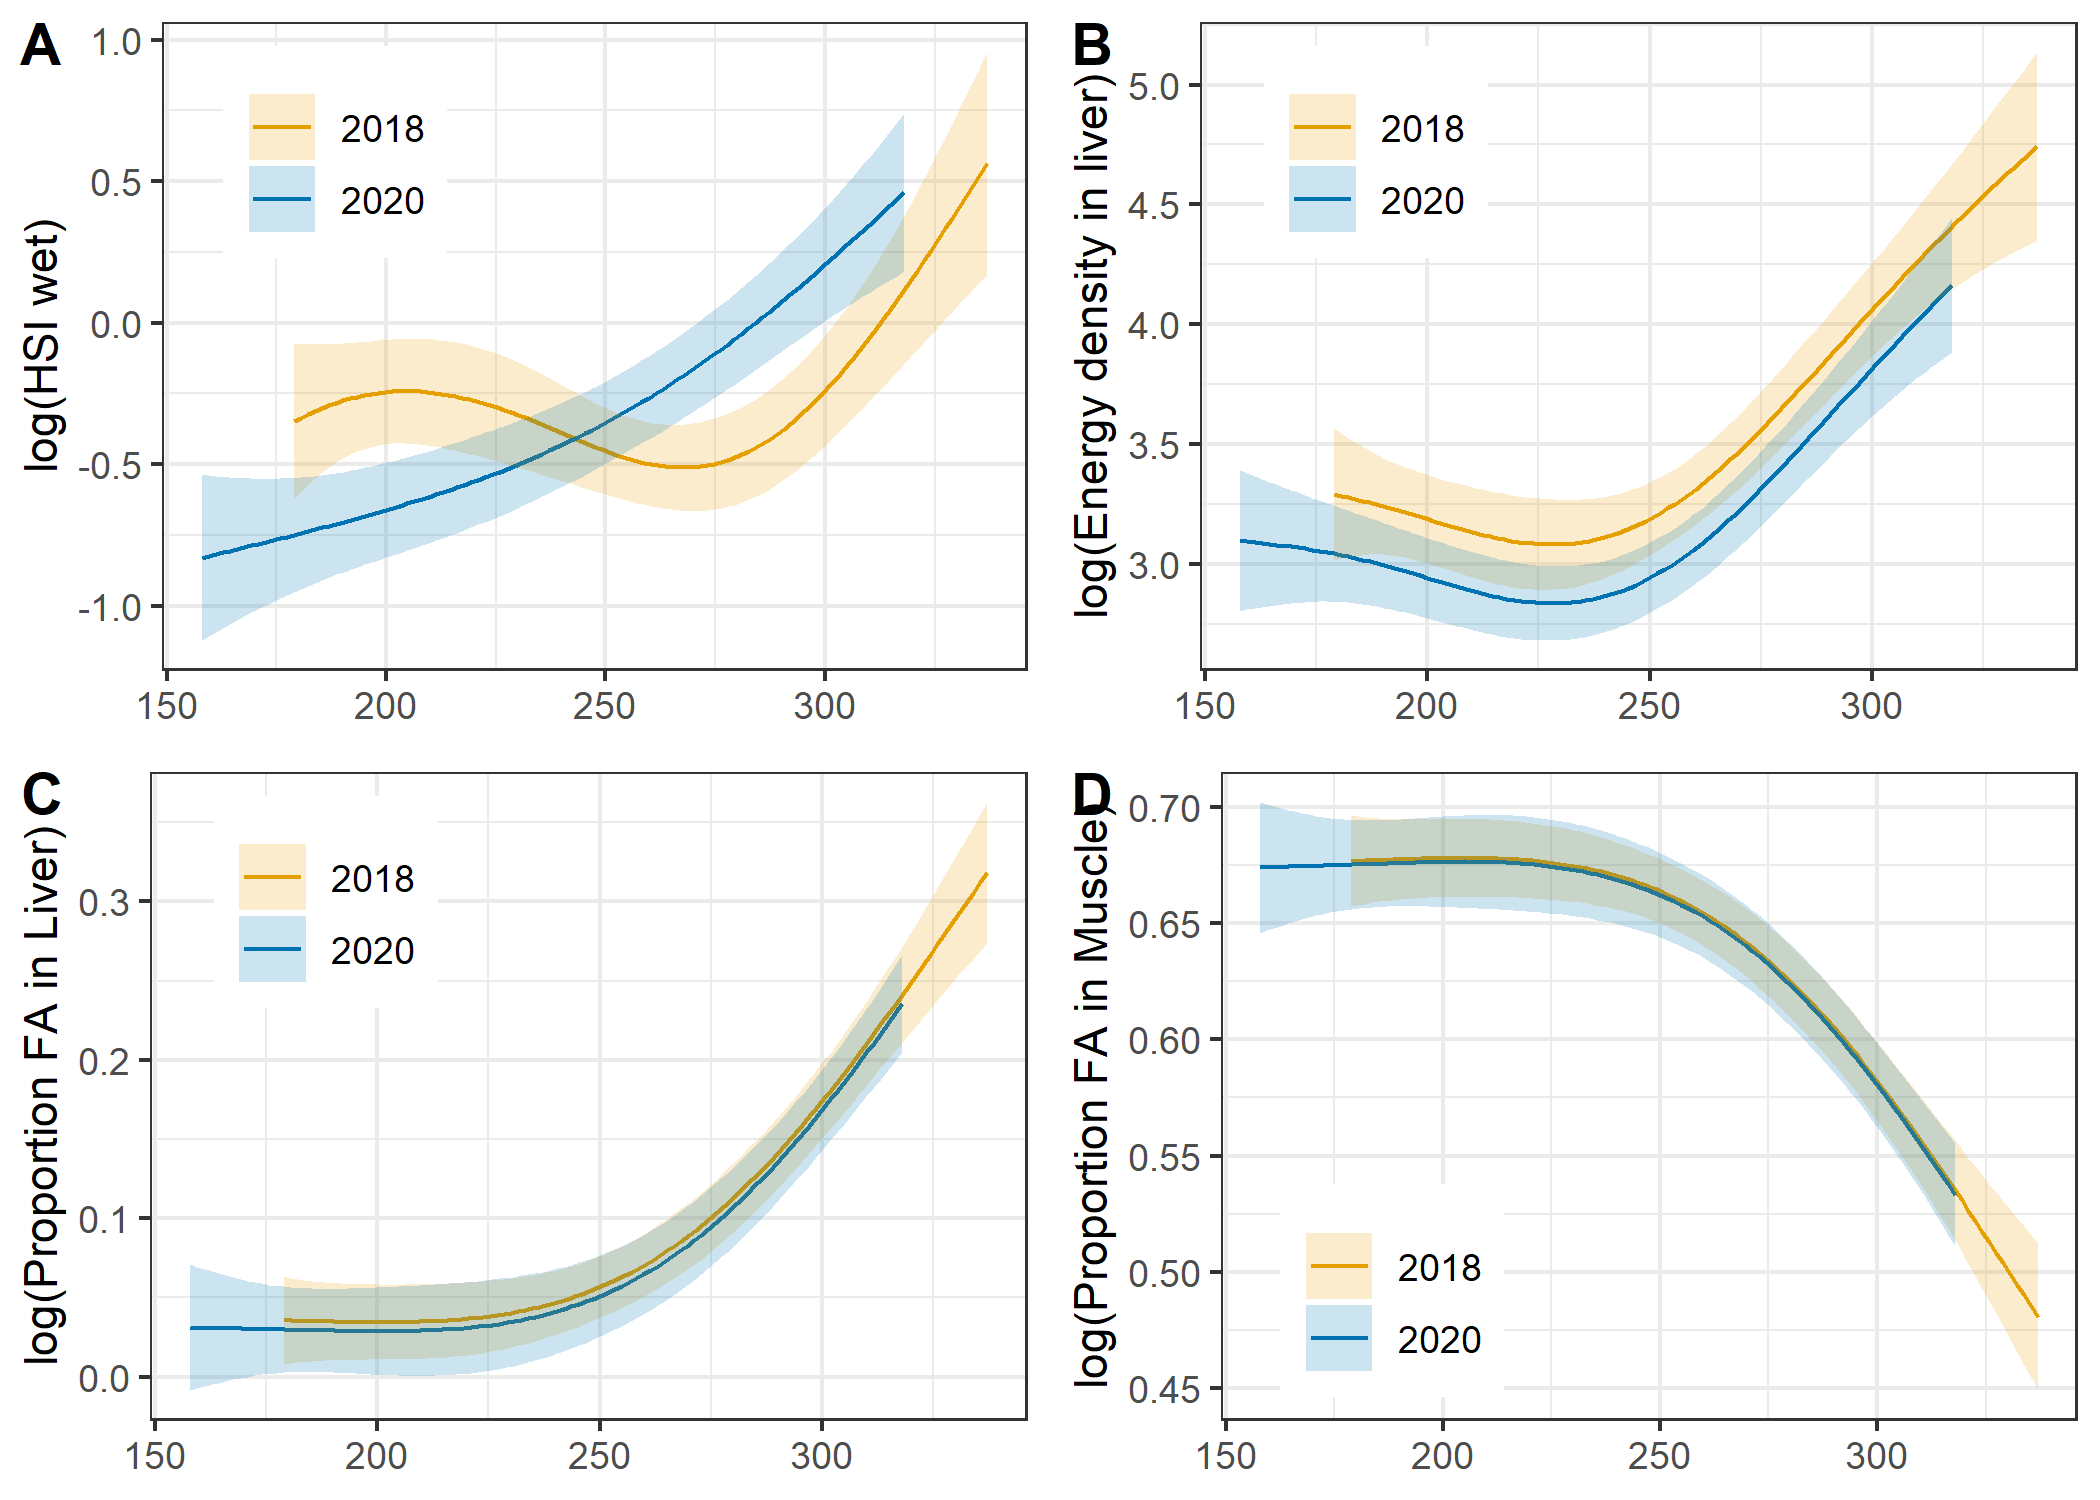 A
log(HSI wet)
1.0
0.5
0.0
-0.5
-1.0
2018
2020
150 200 250 300
B
log(Energy density in liver)
5.0
4.5
4.0
3.5
3.0
2018
2020
150 200 250 300
C
log(Proportion FA in Liver)
0.3
0.2
0.1
0.0
2018
2020
150 200 250 300
D
log(Proportion FA in Muscle)
0.70
0.65
0.60
0.55
0.50
0.45
2018
2020
150 200 250 300